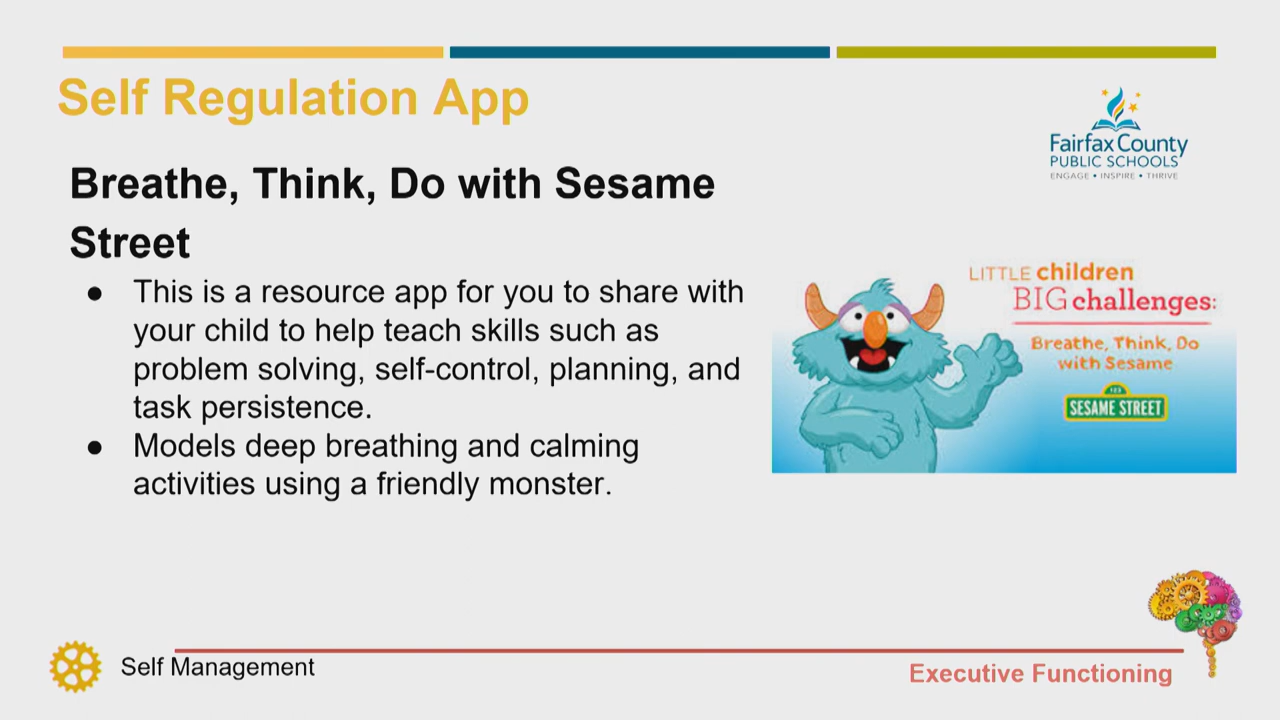 Self Regulation App
Fairfax County
PUBLIC SCHOOLS
ENGAGE • INSPIRE • THRIVE
Breathe, Think, Do with Sesame
Street
● This is a resource app for you to share with
your child to help teach skills such as
problem solving, self-control, planning, and
task persistence.
● Models deep breathing and calming
activities using a friendly monster.
LITTLE children
BIG challenges:
Breathe, Think, Do
with Sesame
123
SESAME STREET
Self Management
Executive Functioning